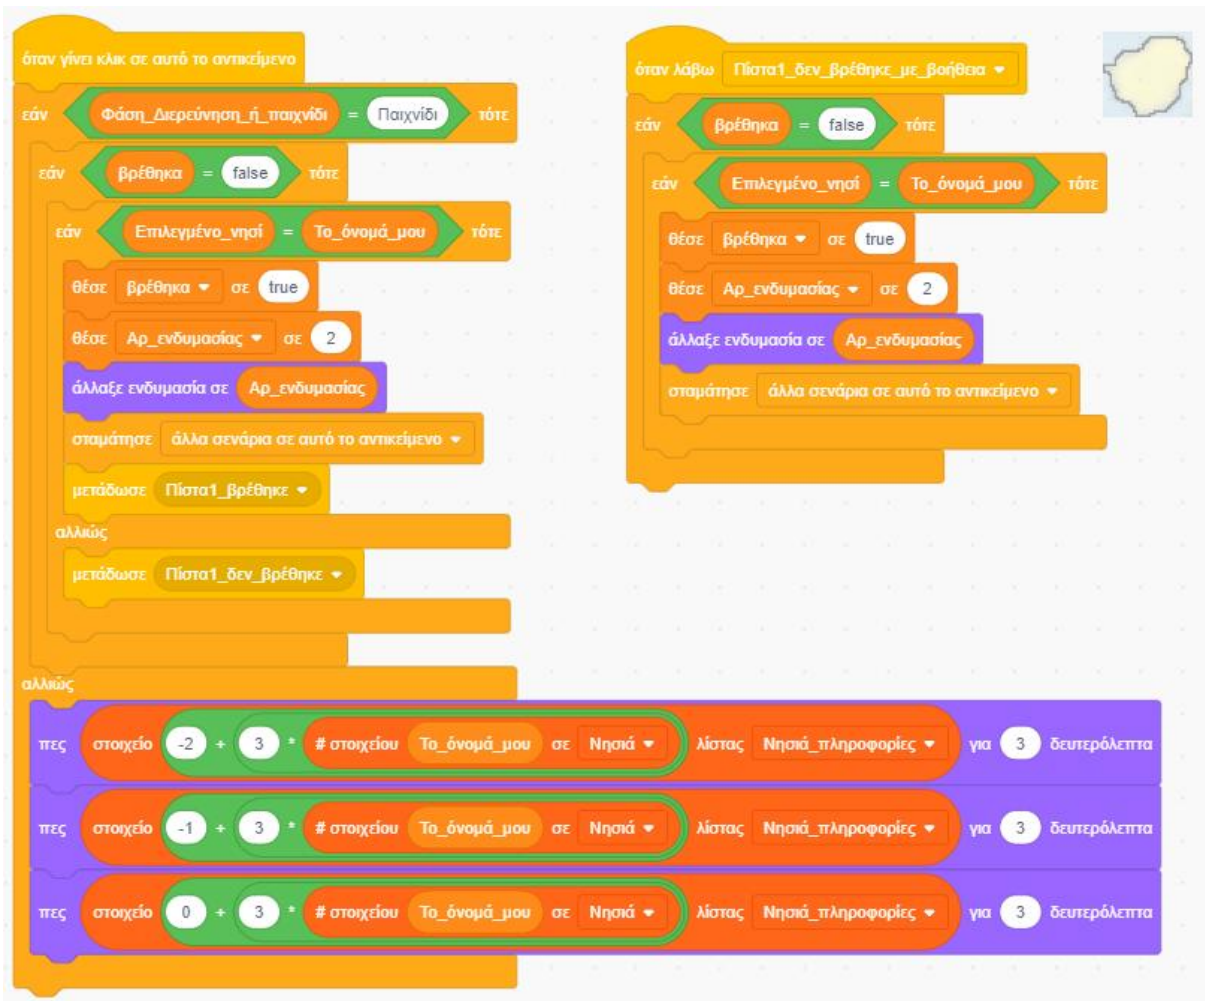 όταν γίνει κλικ σε αυτό το αντικείμενο
εάν Φάση_Διερεύνηση_ή_παιχνίδι = Παιχνίδι τότε
εάν βρέθηκα = false τότε
εάν Επιλεγμένο_νησί = Το_όνομά_μου τότε
θέσε βρέθηκα σε true
θέσε Αρ_ενδυμασίας σε 2
άλλαξε ενδυμασία σε Αρ_ενδυμασίας
σταμάτησε άλλα σενάρια σε αυτό το αντικείμενο
μετάδωσε Πίστα1_βρέθηκε
αλλιώς
μετάδωσε Πίστα1_δεν_βρέθηκε
αλλιώς
πες στοιχείο -2 + 3 * # στοιχείου Το_όνομά_μου σε Νησιά λίστας Νησιά_πληροφορίες για 3 δευτερόλεπτα
πες στοιχείο -1 + 3 * # στοιχείου Το_όνομά_μου σε Νησιά λίστας Νησιά_πληροφορίες για 3 δευτερόλεπτα
πες στοιχείο 0 + 3 * # στοιχείου Το_όνομά_μου σε Νησιά λίστας Νησιά_πληροφορίες για 3 δευτερόλεπτα
όταν λάβω Πίστα1_δεν_βρέθηκε_με_βοήθεια
εάν βρέθηκα = false τότε
εάν Επιλεγμένο_νησί = Το_όνομά_μου τότε
θέσε βρέθηκα σε true
θέσε Αρ_ενδυμασίας σε 2
άλλαξε ενδυμασία σε Αρ_ενδυμασίας
σταμάτησε άλλα σενάρια σε αυτό το αντικείμενο